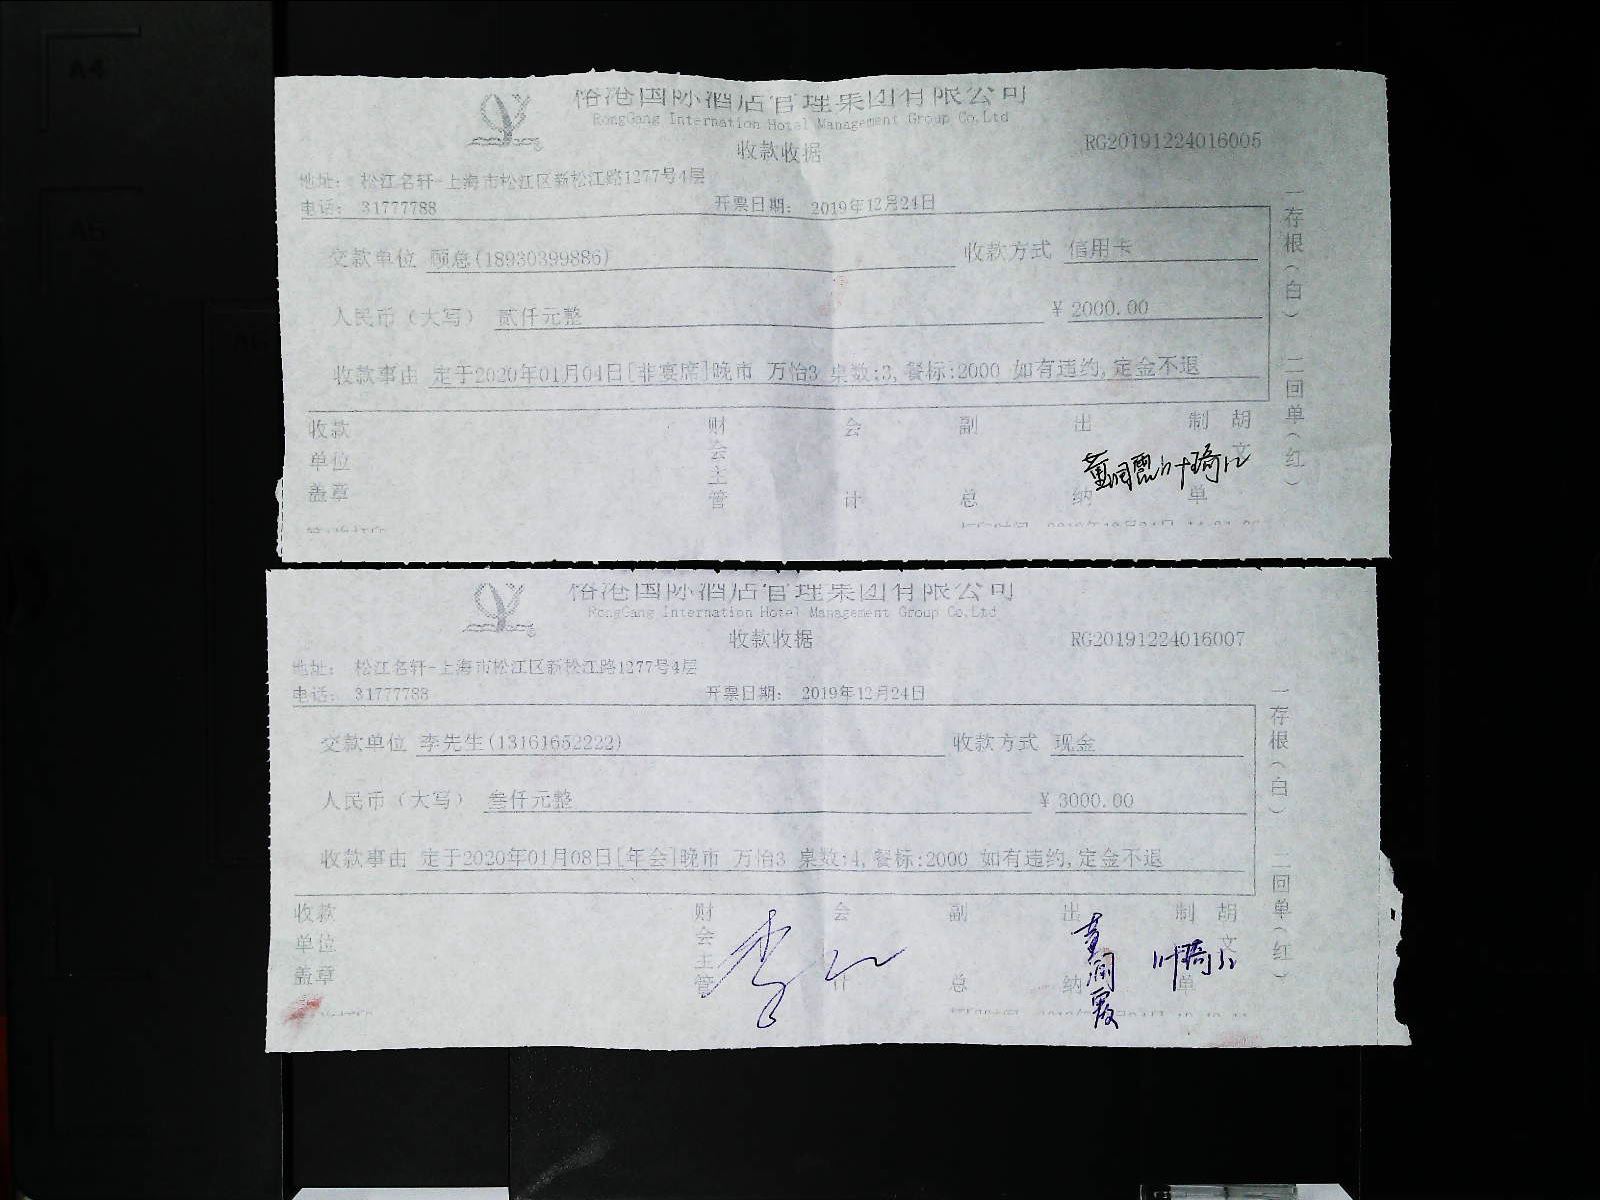 榕港国际酒店管理集团有限公司
RongGang Internation Hotel Management Group Co.Ltd
收款收据
RG20191224016005
地址： 松江名轩-上海市松江区新松江路1277号4层
电话： 31777788 开票日期： 2019年12月24日
交款单位 顾总(18930399886) 收款方式 信用卡
人民币（大写） 贰仟元整 ¥ 2000.00
收款事由 定于2020年01月04日[非宴席]晚市 万怡3 桌数:3,餐标:2000 如有违约,定金不退
收款单位盖章 财会主管 会计 副总 出纳 制单 胡文
一存根（白） 二回单（红）
榕港国际酒店管理集团有限公司
RongGang Internation Hotel Management Group Co.Ltd
收款收据
RG20191224016007
地址： 松江名轩-上海市松江区新松江路1277号4层
电话： 31777788 开票日期： 2019年12月24日
交款单位 李先生(13161652222) 收款方式 现金
人民币（大写） 叁仟元整 ¥ 3000.00
收款事由 定于2020年01月08日[年会]晚市 万怡3 桌数:4,餐标:2000 如有违约,定金不退
收款单位盖章 财会主管 会计 副总 出纳 董润霞 制单 胡文
一存根（白） 二回单（红）